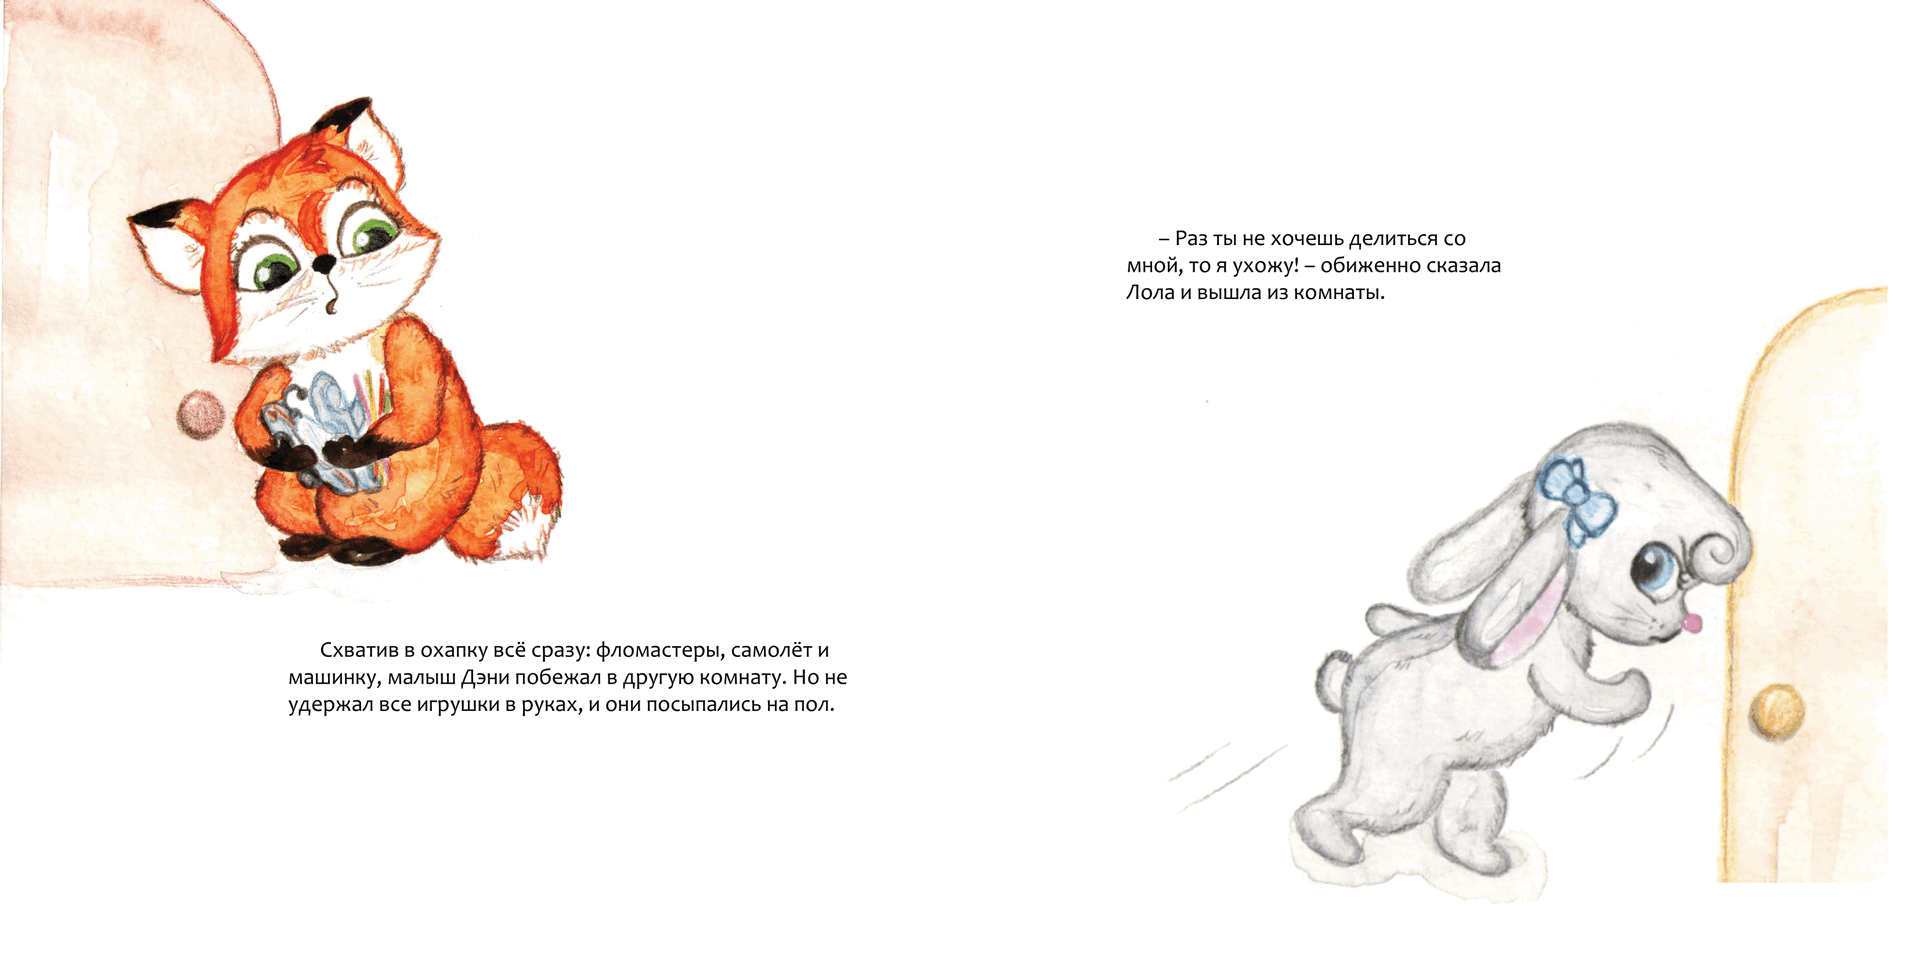 Схватив в охапку всё сразу: фломастеры, самолёт и
машинку, малыш Дэни побежал в другую комнату. Но не
удержал все игрушки в руках, и они посыпались на пол.
– Раз ты не хочешь делиться со
мной, то я ухожу! – обиженно сказала
Лола и вышла из комнаты.